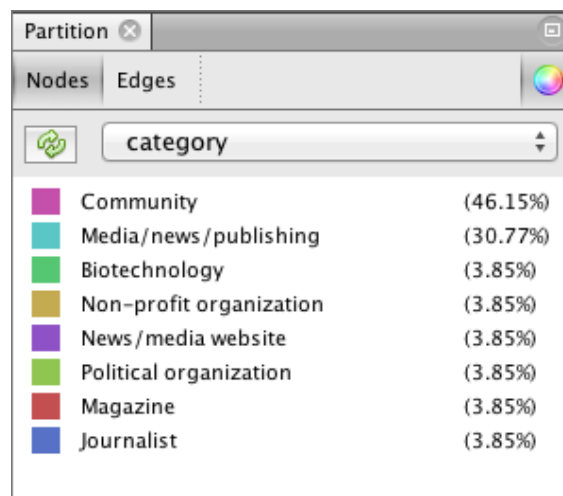 Partition
Nodes Edges
category
Community (46.15%)
Media/news/publishing (30.77%)
Biotechnology (3.85%)
Non-profit organization (3.85%)
News/media website (3.85%)
Political organization (3.85%)
Magazine (3.85%)
Journalist (3.85%)